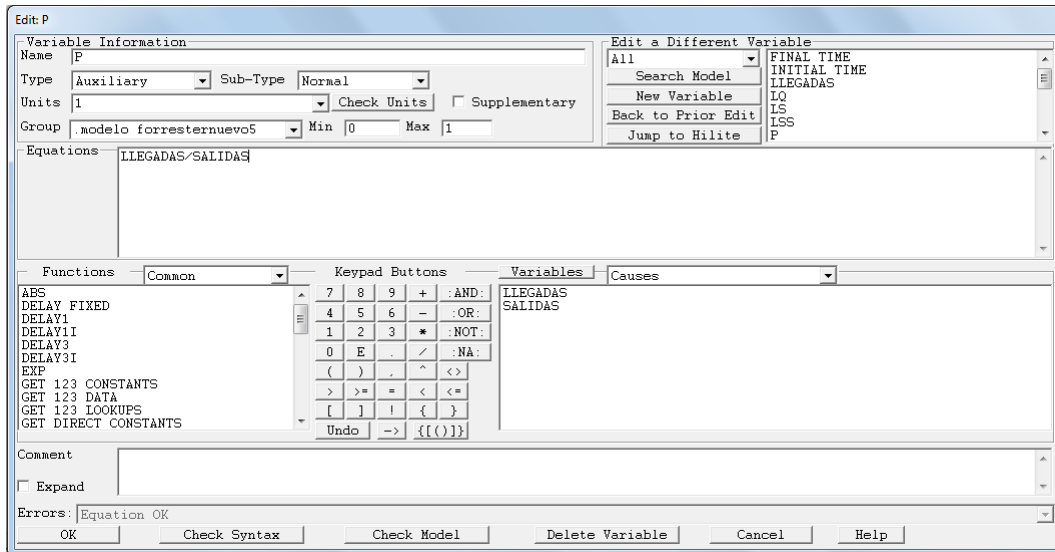 Edit: P
Variable Information
Name P
Type Auxiliary Sub-Type Normal
Units 1 Check Units Supplementary
Group .modelo forresternuevo5 Min 0 Max 1
Edit a Different Variable
All
Search Model
New Variable
Back to Prior Edit
Jump to Hilite
FINAL TIME
INITIAL TIME
LLEGADAS
LQ
LS
LSS
P
Equations
LLEGADAS/SALIDAS
Functions Common
ABS
DELAY FIXED
DELAY1
DELAY1I
DELAY3
DELAY3I
EXP
GET 123 CONSTANTS
GET 123 DATA
GET 123 LOOKUPS
GET DIRECT CONSTANTS
Keypad Buttons
7 8 9 + :AND:
4 5 6 - :OR:
1 2 3 * :NOT:
0 E . / :NA:
( ) , ^ <>
> >= = < <=
[ ] ! { }
Undo -> {[()]}
Variables Causes
LLEGADAS
SALIDAS
Comment
Expand
Errors: Equation OK
OK Check Syntax Check Model Delete Variable Cancel Help